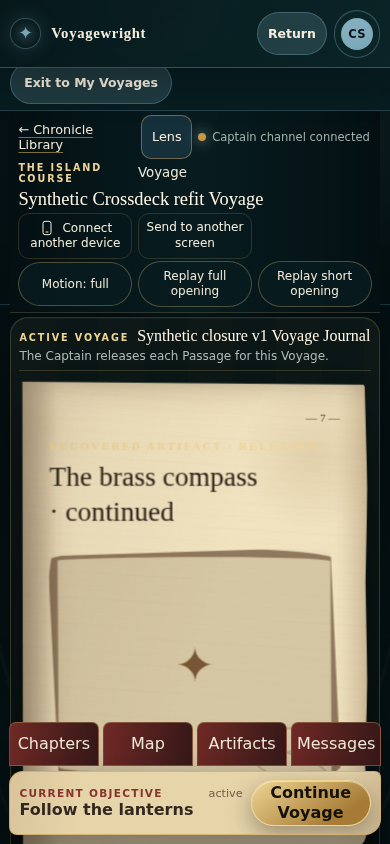 Voyagewright
Return
CS
Exit to My Voyages
← Chronicle
Library
Lens
Captain channel connected
THE ISLAND
COURSE
Voyage
Synthetic Crossdeck refit Voyage
Connect
another device
Send to another
screen
Motion: full
Replay full
opening
Replay short
opening
ACTIVE VOYAGE Synthetic closure v1 Voyage Journal
The Captain releases each Passage for this Voyage.
— 7 —
RECOVERED ARTIFACT ·
The brass compass
· continued
Chapters
Map
Artifacts
Messages
CURRENT OBJECTIVE
Follow the lanterns
active
Continue
Voyage